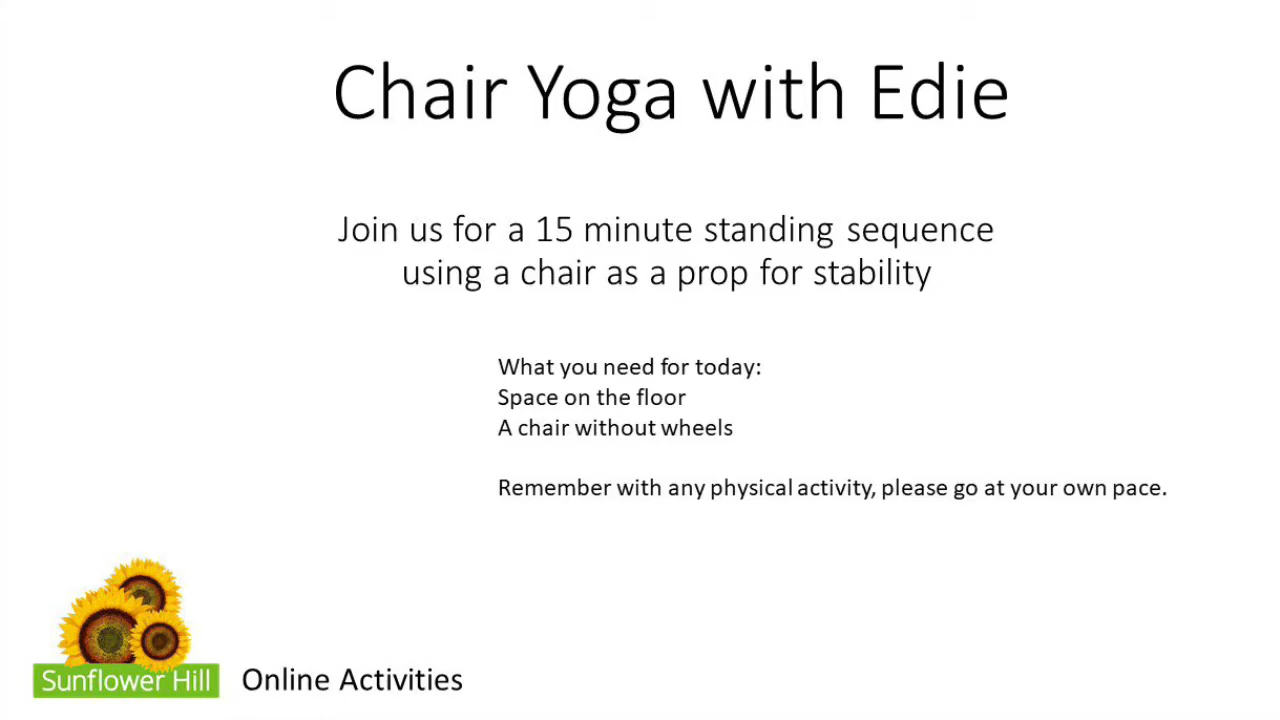 Chair Yoga with Edie
Join us for a 15 minute standing sequence
using a chair as a prop for stability
What you need for today:
Space on the floor
A chair without wheels
Remember with any physical activity, please go at your own pace.
Sunflower Hill
Online Activities